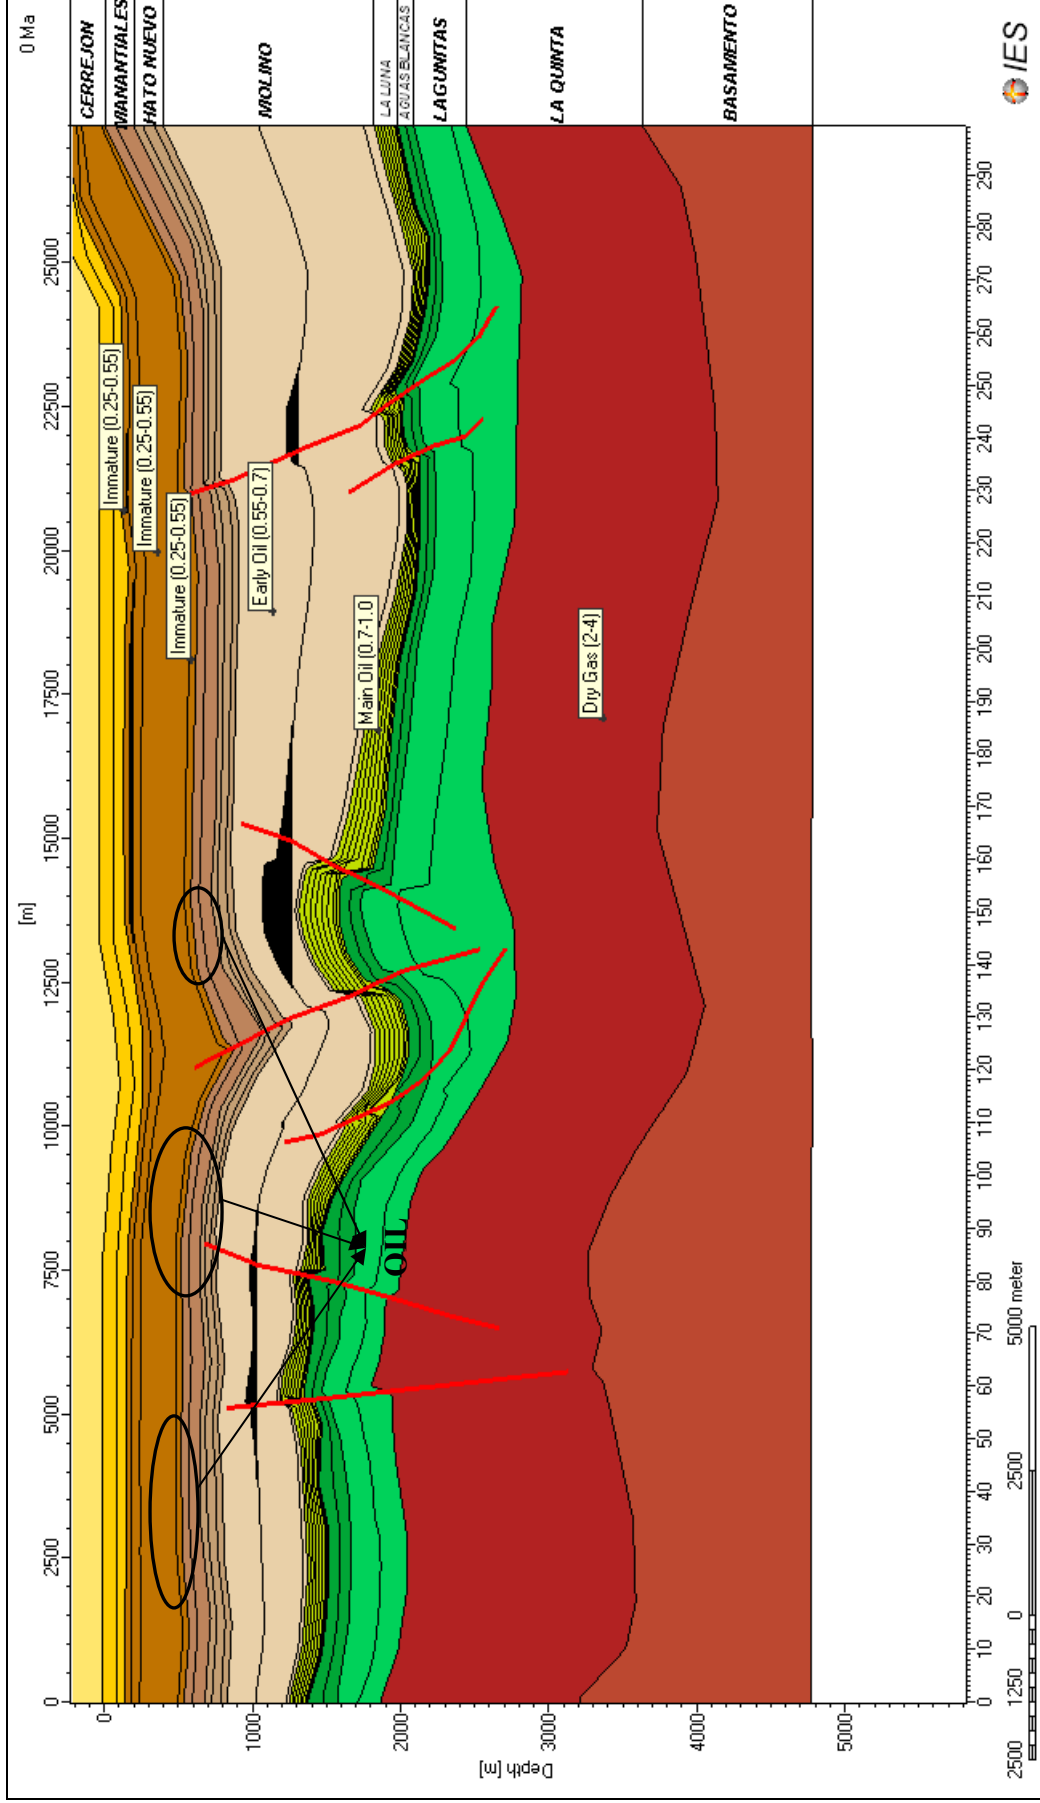 0 Ma
CERREJON
MANANTIALES
HATO NUEVO
MOLINO
LA LUNA
AGUAS BLANCAS
LAGUNITAS
LA QUINTA
BASAMENTO
IES
[m]
0
2500
5000
7500
10000
12500
15000
17500
20000
22500
25000
Immature (0.25-0.55)
Immature (0.25-0.55)
Immature (0.25-0.55)
Early Oil (0.55-0.7)
Main Oil (0.7-1.0
Dry Gas (2-4)
OIL
Depth [m]
0
1000
2000
3000
4000
5000
0 10 20 30 40 50 60 70 80 90 100 110 120 130 140 150 160 170 180 190 200 210 220 230 240 250 260 270 280 290
2500 1250 0 2500 5000 meter